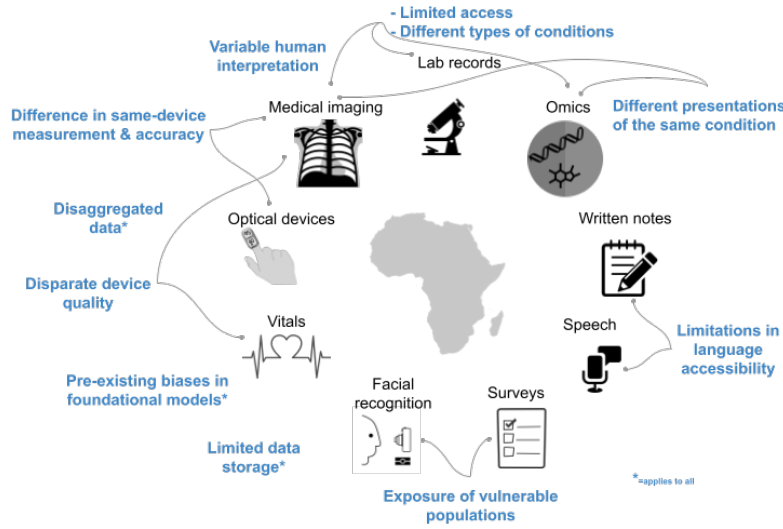 - Limited access
- Different types of conditions
Variable human
interpretation
Lab records
Medical imaging
Omics
Different presentations
of the same condition
Difference in same-device
measurement & accuracy
Disaggregated
data*
Optical devices
Written notes
Disparate device
quality
Vitals
Speech
Limitations in
language
accessibility
Pre-existing biases in
foundational models*
Facial
recognition
Surveys
Limited data
storage*
*=applies to all
Exposure of vulnerable
populations